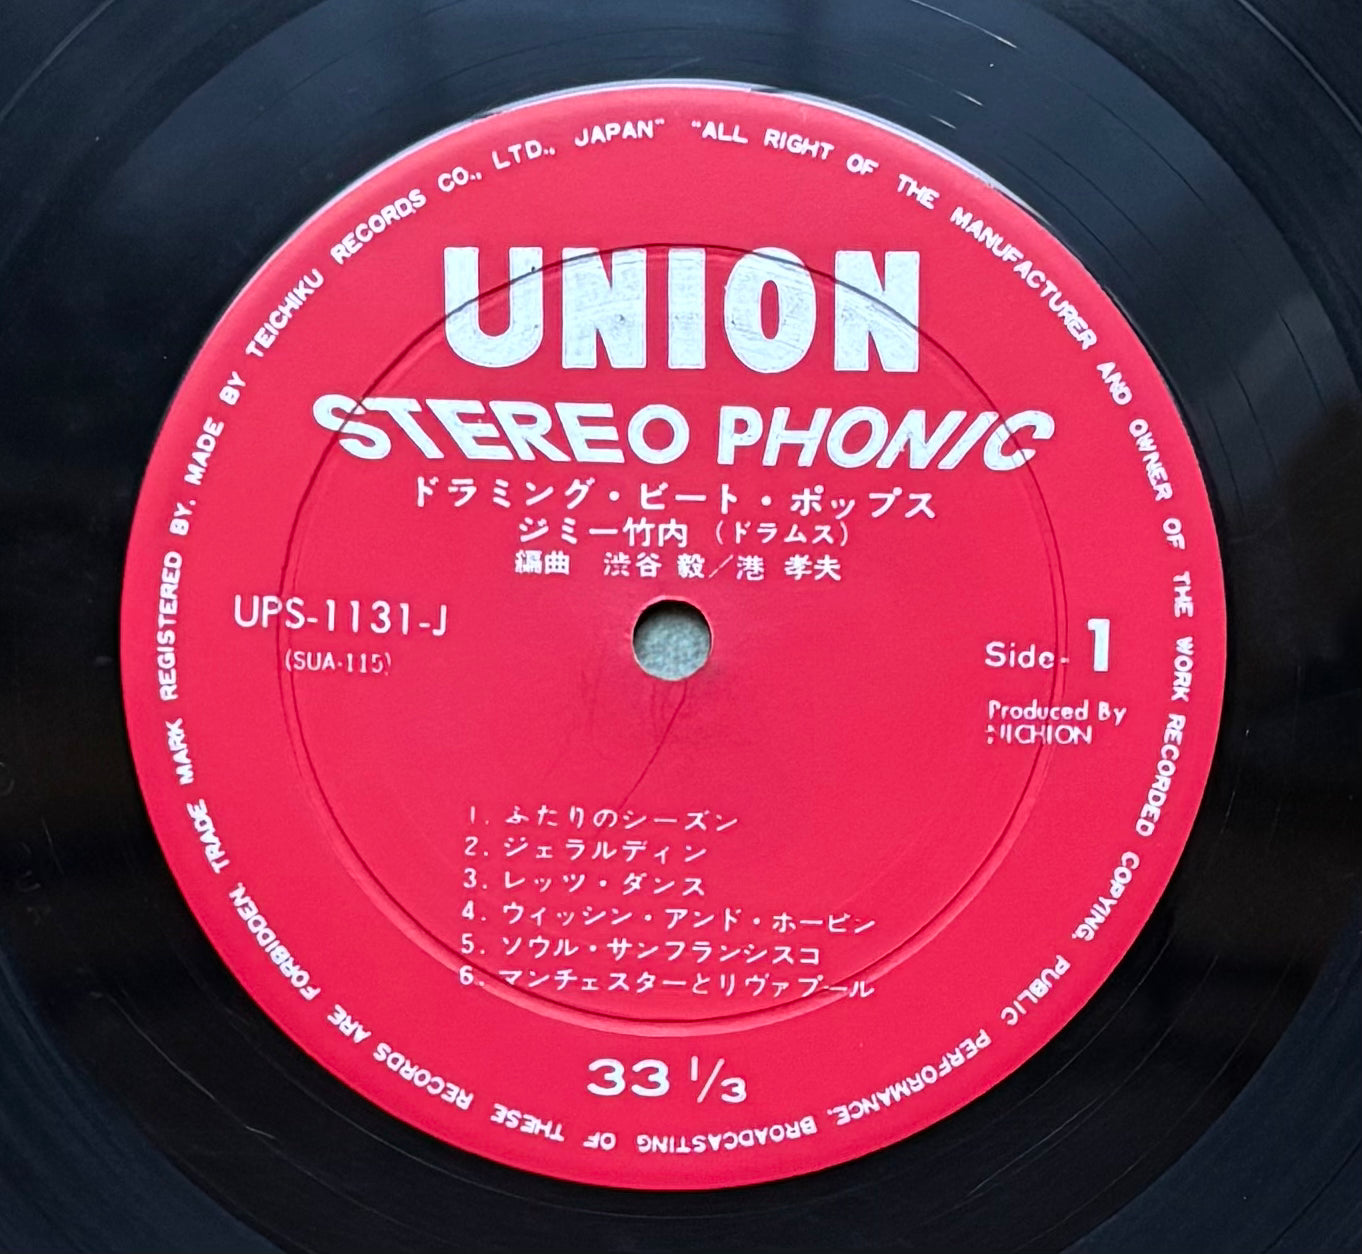 UNION
STEREO PHONIC
ドラミング・ビート・ポップス
ジミー竹内（ドラムス）
編曲 渋谷 毅／港 孝夫
UPS-1131-J
(SUA-115)
Side- 1
Produced By
NICHION
1. ふたりのシーズン
2. ジェラルディン
3. レッツ・ダンス
4. ウィッシン・アンド・ホーピン
5. ソウル・サンフランシスコ
6. マンチェスターとリヴァプール
33 1/3
TRADE MARK REGISTERED BY. MADE BY TEICHIKU RECORDS CO., LTD., JAPAN" "ALL RIGHT OF THE MANUFACTURER AND OWNER OF THE WORK RECORDED COPYING, PUBLIC PERFORMANCE, BROADCASTING OF THESE RECORDS ARE FORBIDDEN,